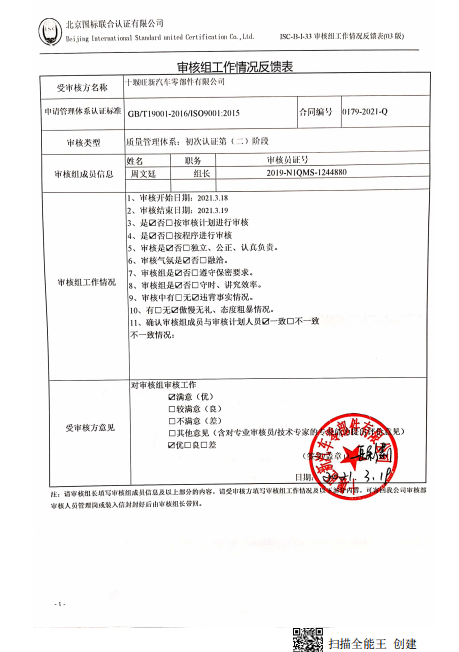 北京国标联合认证有限公司
Beijing International Standard united Certification Co., Ltd.
ISC-B-I-33 审核组工作情况反馈表(03版)
审核组工作情况反馈表
受审核方名称 十堰旺新汽车零部件有限公司
申请管理体系认证标准 GB/T19001-2016/ISO9001:2015 合同编号 0179-2021-Q
审核类型 质量管理体系：初次认证第（二）阶段
审核组成员信息
姓名 职务 审核员证号
周文廷 组长 2019-N1QMS-1244880
审核组工作情况
1、审核开始日期：2021.3.18
2、审核结束日期：2021.3.19
3、是☑否□按审核计划进行审核
4、是☑否□按程序进行审核
5、审核是☑否□独立、公正、认真负责。
6、审核气氛是☑否□融洽。
7、审核组是☑否□遵守保密要求。
8、审核组是☑否□守时、讲究效率。
9、审核中有□无☑违背事实情况。
10、有□无☑傲慢无礼、态度粗暴情况。
11、确认审核组成员与审核计划人员☑一致□不一致
不一致情况：
受审核方意见
对审核组审核工作
☑满意（优）
□较满意（良）
□不满意（差）
□其他意见（含对专业审核员/技术专家的专业能力
意见）
☑优□良□差
日期：2021.3.19
注：请审核组长填写审核组成员信息及以上部分的内容，请受审核方填写审核组工作情况及以下部分内容，可寄回我公司审核部
审核人员管理岗或装入信封封好后由审核组长带回。
- 1 -
扫描全能王 创建